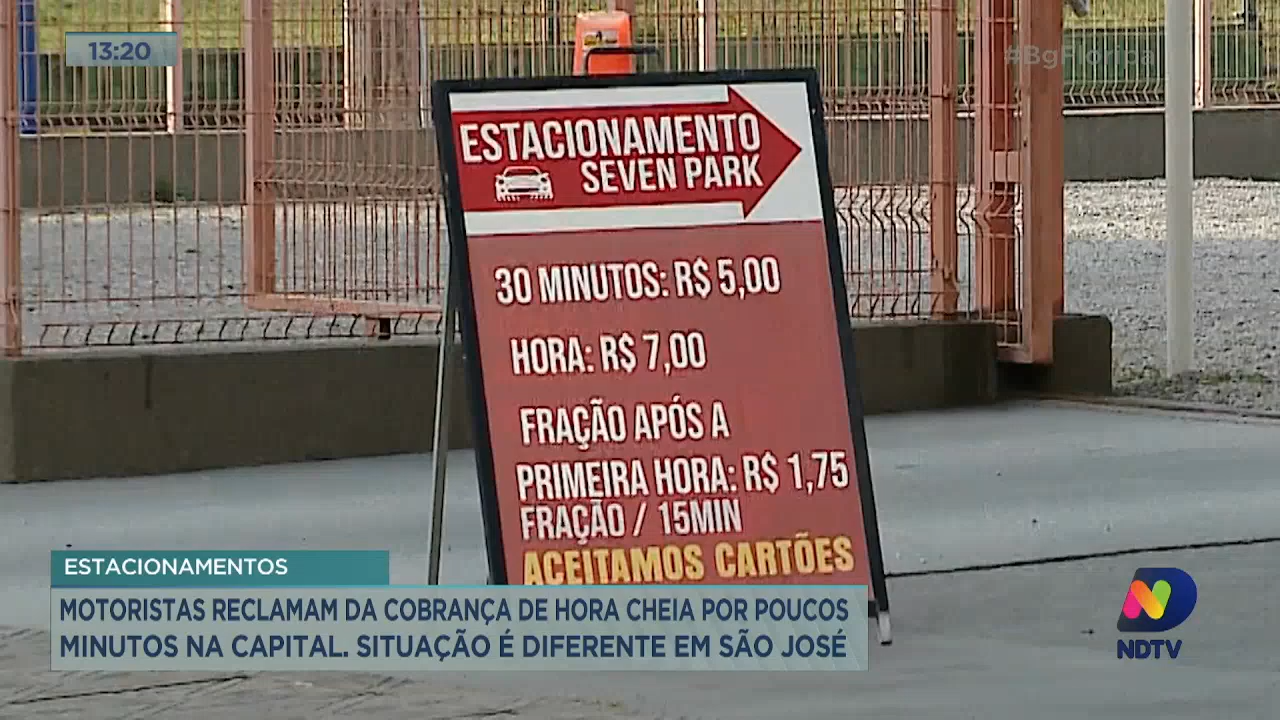 13:20
#BgFloripa
ESTACIONAMENTO
SEVEN PARK
30 MINUTOS: R$ 5,00
HORA: R$ 7,00
FRAÇÃO APÓS A
PRIMEIRA HORA: R$ 1,75
FRAÇÃO / 15MIN
ACEITAMOS CARTÕES
ESTACIONAMENTOS
MOTORISTAS RECLAMAM DA COBRANÇA DE HORA CHEIA POR POUCOS
MINUTOS NA CAPITAL. SITUAÇÃO É DIFERENTE EM SÃO JOSÉ
NDTV